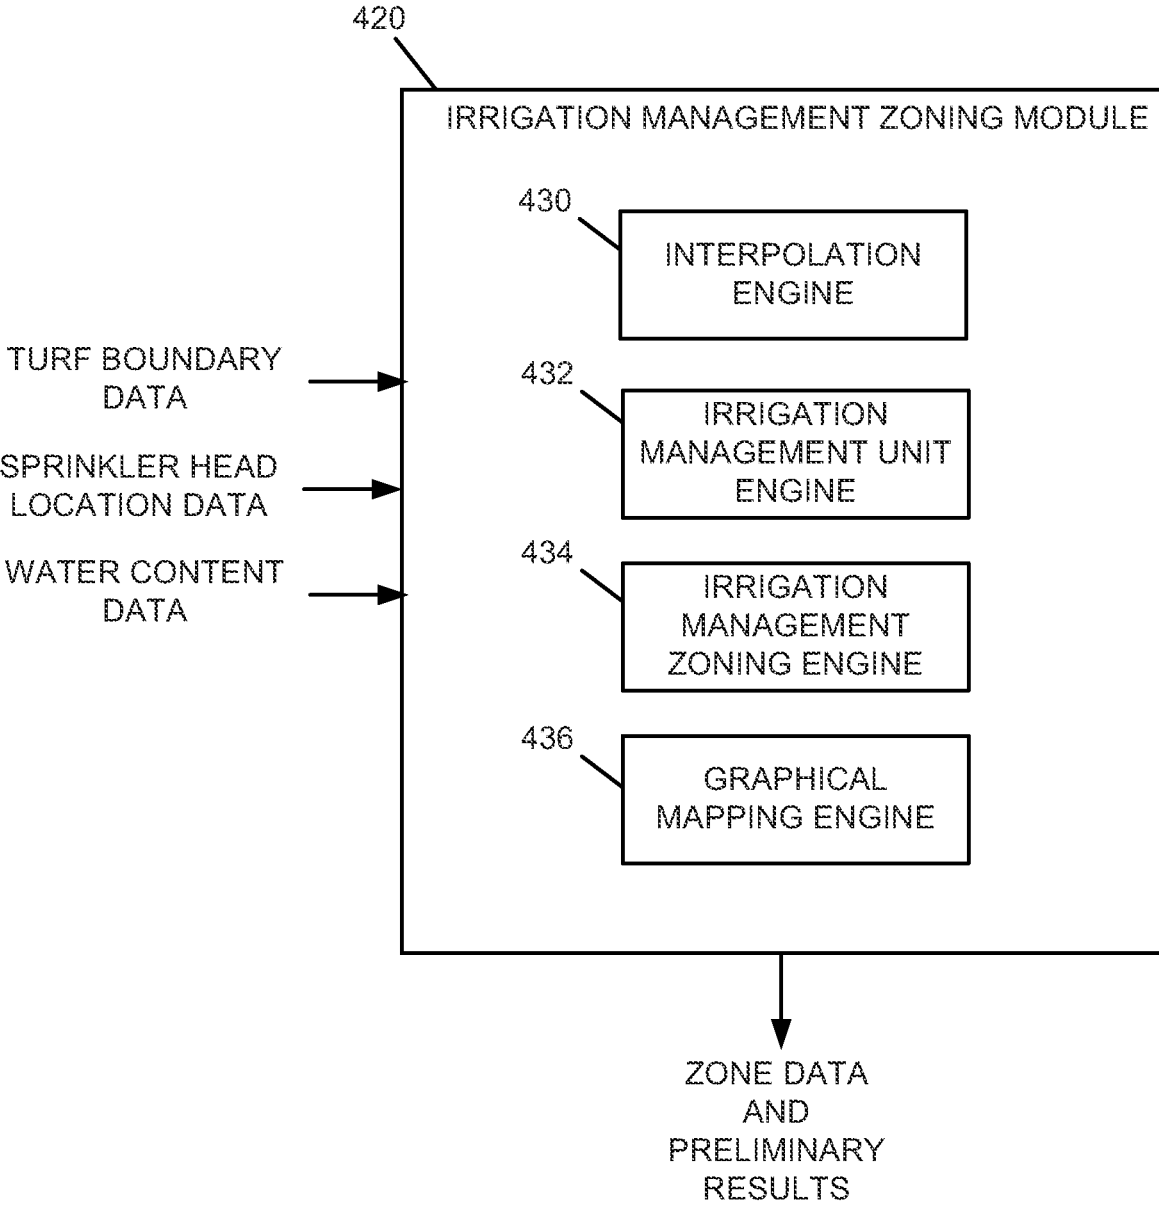 420
IRRIGATION MANAGEMENT ZONING MODULE
430
INTERPOLATION
ENGINE
TURF BOUNDARY
DATA
432
IRRIGATION
MANAGEMENT UNIT
ENGINE
SPRINKLER HEAD
LOCATION DATA
434
IRRIGATION
MANAGEMENT
ZONING ENGINE
WATER CONTENT
DATA
436
GRAPHICAL
MAPPING ENGINE
ZONE DATA
AND
PRELIMINARY
RESULTS